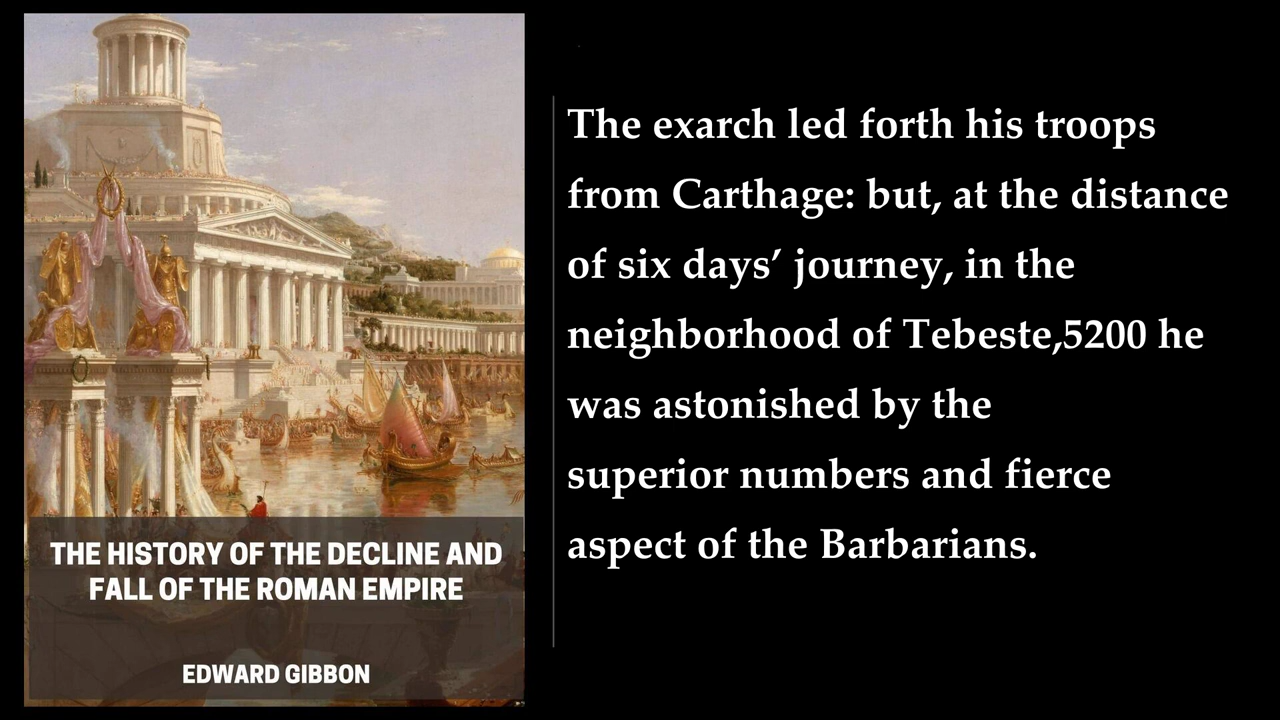 THE HISTORY OF THE DECLINE AND
FALL OF THE ROMAN EMPIRE
EDWARD GIBBON
The exarch led forth his troops
from Carthage: but, at the distance
of six days’ journey, in the
neighborhood of Tebeste,5200 he
was astonished by the
superior numbers and fierce
aspect of the Barbarians.